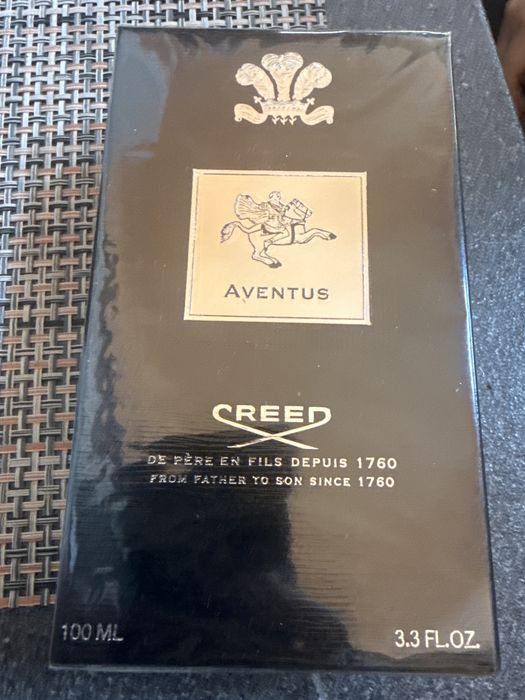 AVENTUS
CREED
DE PÈRE EN FILS DEPUIS 1760
FROM FATHER TO SON SINCE 1760
100 ML
3.3 FL.OZ.